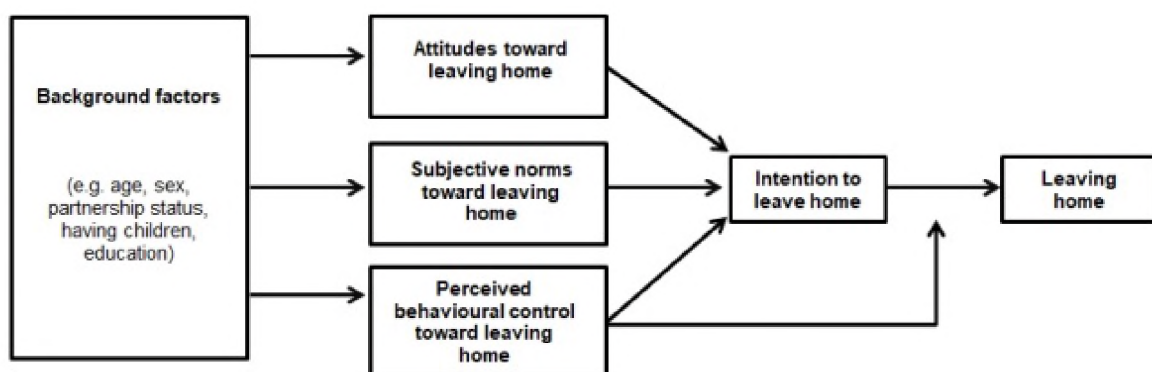 Background factors
(e.g. age, sex,
partnership status,
having children,
education)
Attitudes toward
leaving home
Subjective norms
toward leaving
home
Perceived
behavioural control
toward leaving
home
Intention to
leave home
Leaving
home